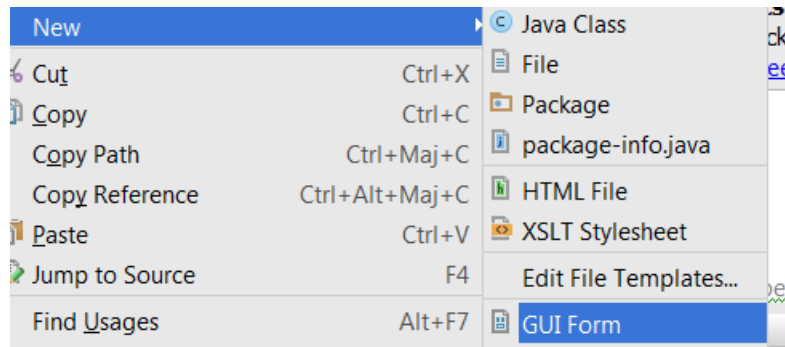 New
Cut Ctrl+X
Copy Ctrl+C
Copy Path Ctrl+Maj+C
Copy Reference Ctrl+Alt+Maj+C
Paste Ctrl+V
Jump to Source F4
Find Usages Alt+F7
Java Class
File
Package
package-info.java
HTML File
XSLT Stylesheet
Edit File Templates...
GUI Form